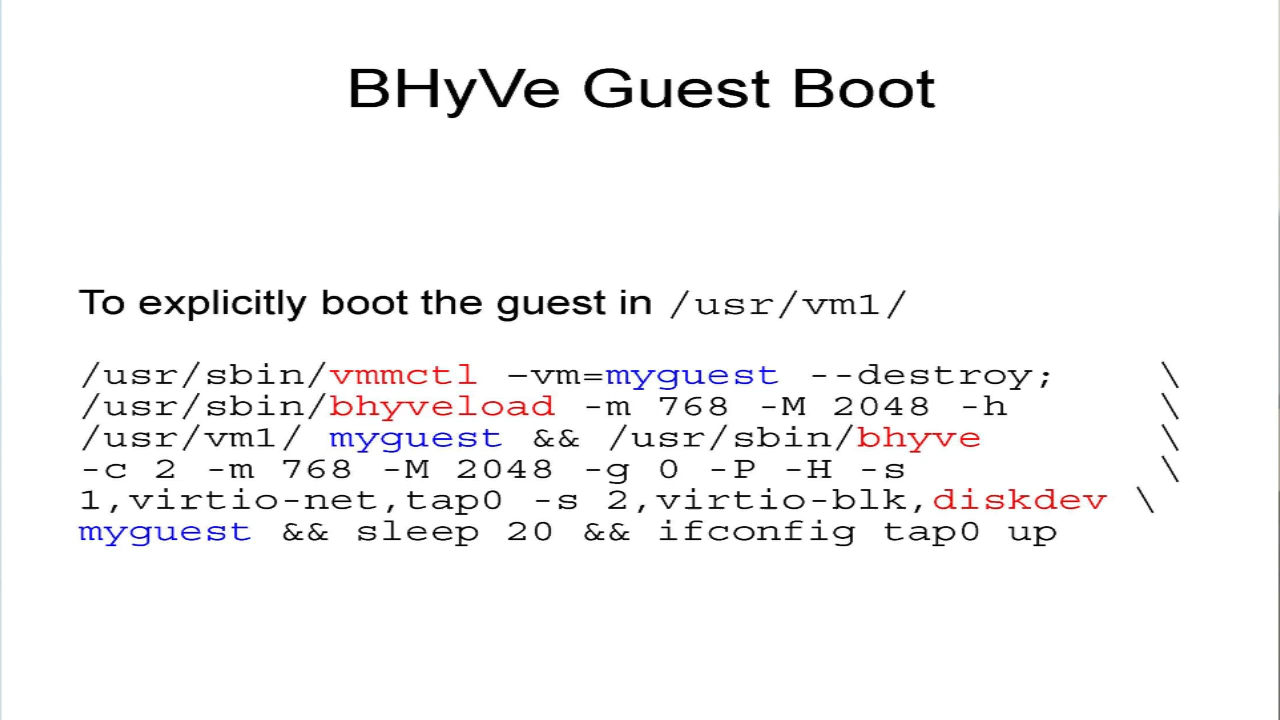 BHyVe Guest Boot
To explicitly boot the guest in /usr/vm1/
/usr/sbin/vmmctl –vm=myguest --destroy; \
/usr/sbin/bhyveload -m 768 -M 2048 -h \
/usr/vm1/ myguest && /usr/sbin/bhyve \
-c 2 -m 768 -M 2048 -g 0 -P -H -s \
1,virtio-net,tap0 -s 2,virtio-blk,diskdev \
myguest && sleep 20 && ifconfig tap0 up